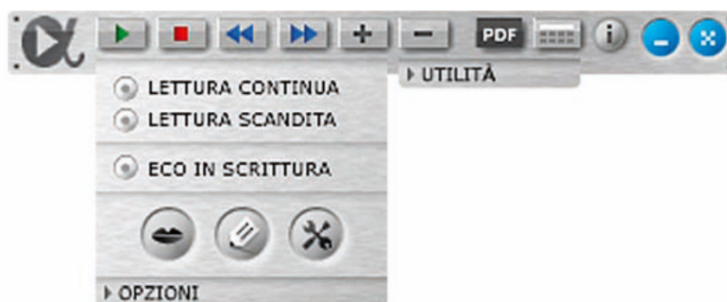 PDF
UTILITÀ
LETTURA CONTINUA
LETTURA SCANDITA
ECO IN SCRITTURA
OPZIONI